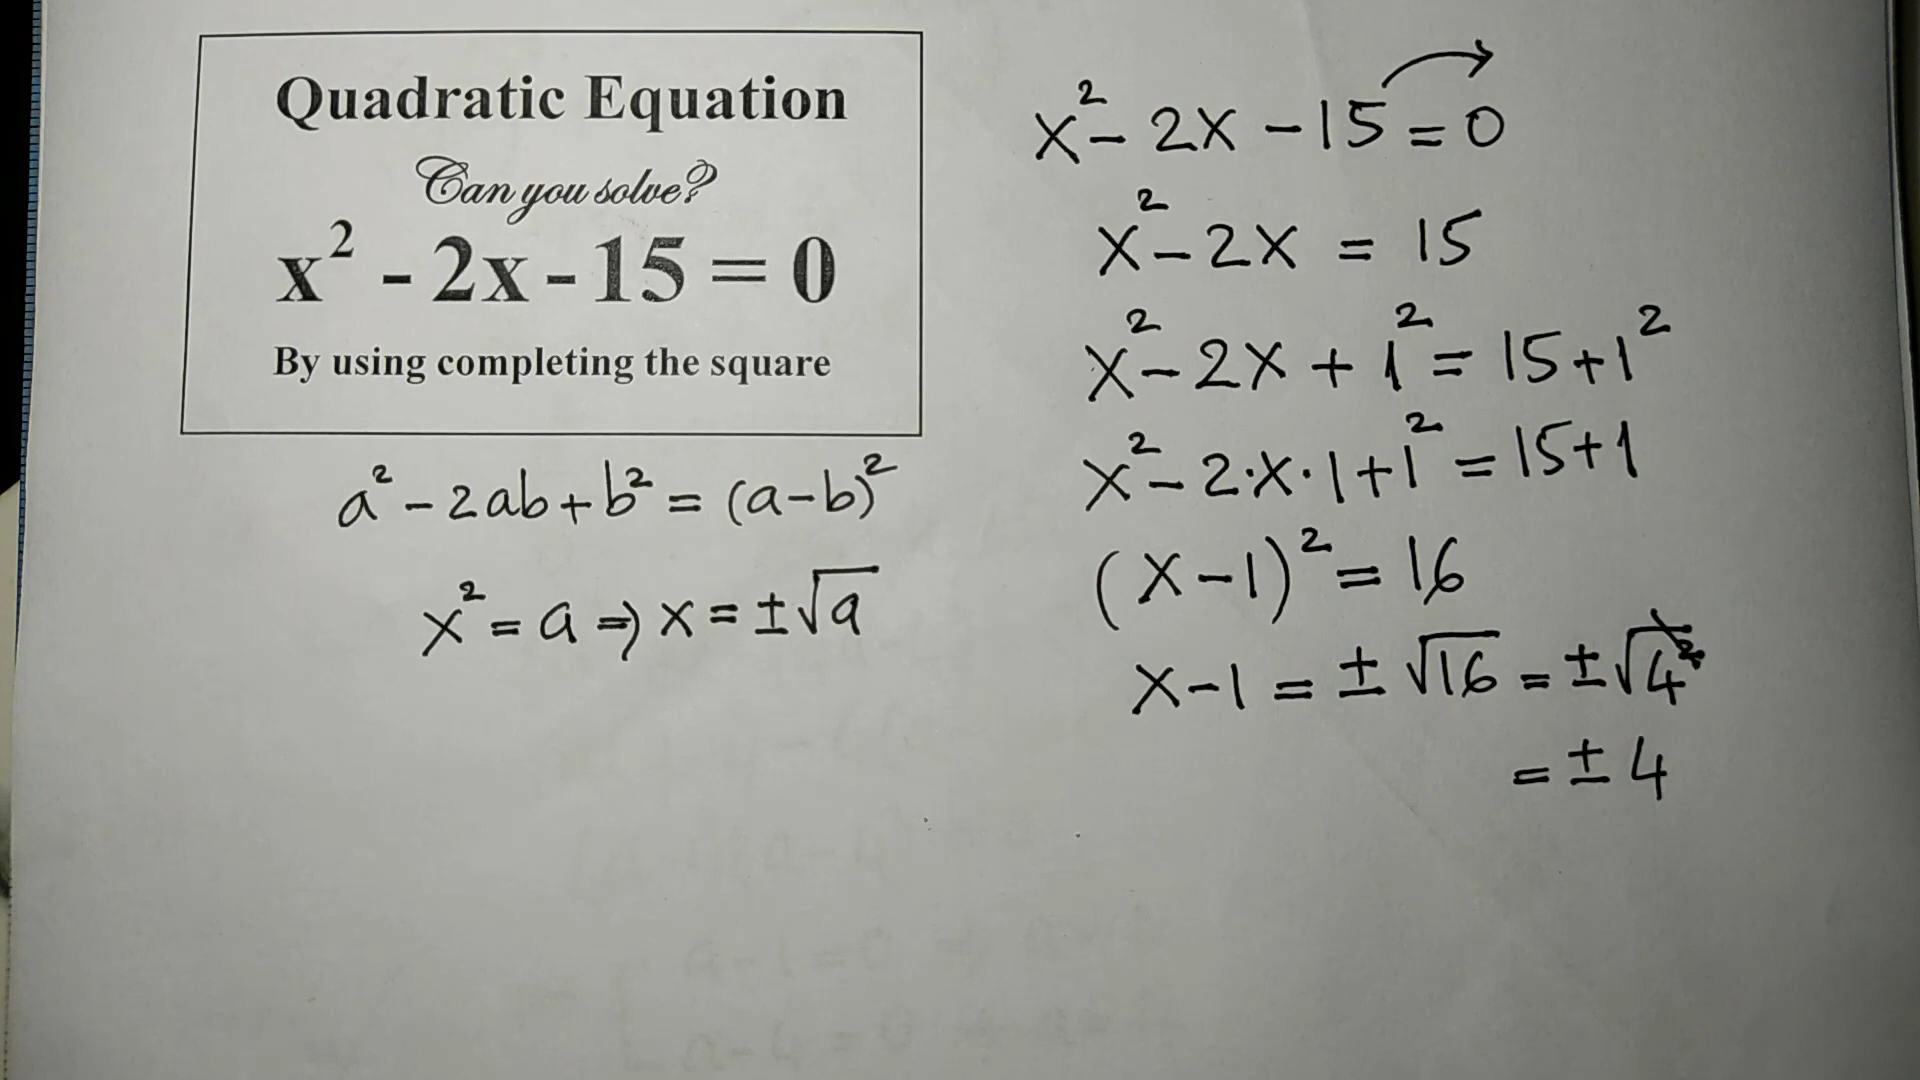 Quadratic Equation
Can you solve?
x² - 2x - 15 = 0
By using completing the square
a² - 2ab + b² = (a-b)²
x² = a ⇒ x = ±√a
x² - 2x - 15 = 0
x² - 2x = 15
x² - 2x + 1² = 15 + 1²
x² - 2·x·1 + 1² = 15 + 1
(x - 1)² = 16
x - 1 = ± √16 = ±√4²
= ± 4